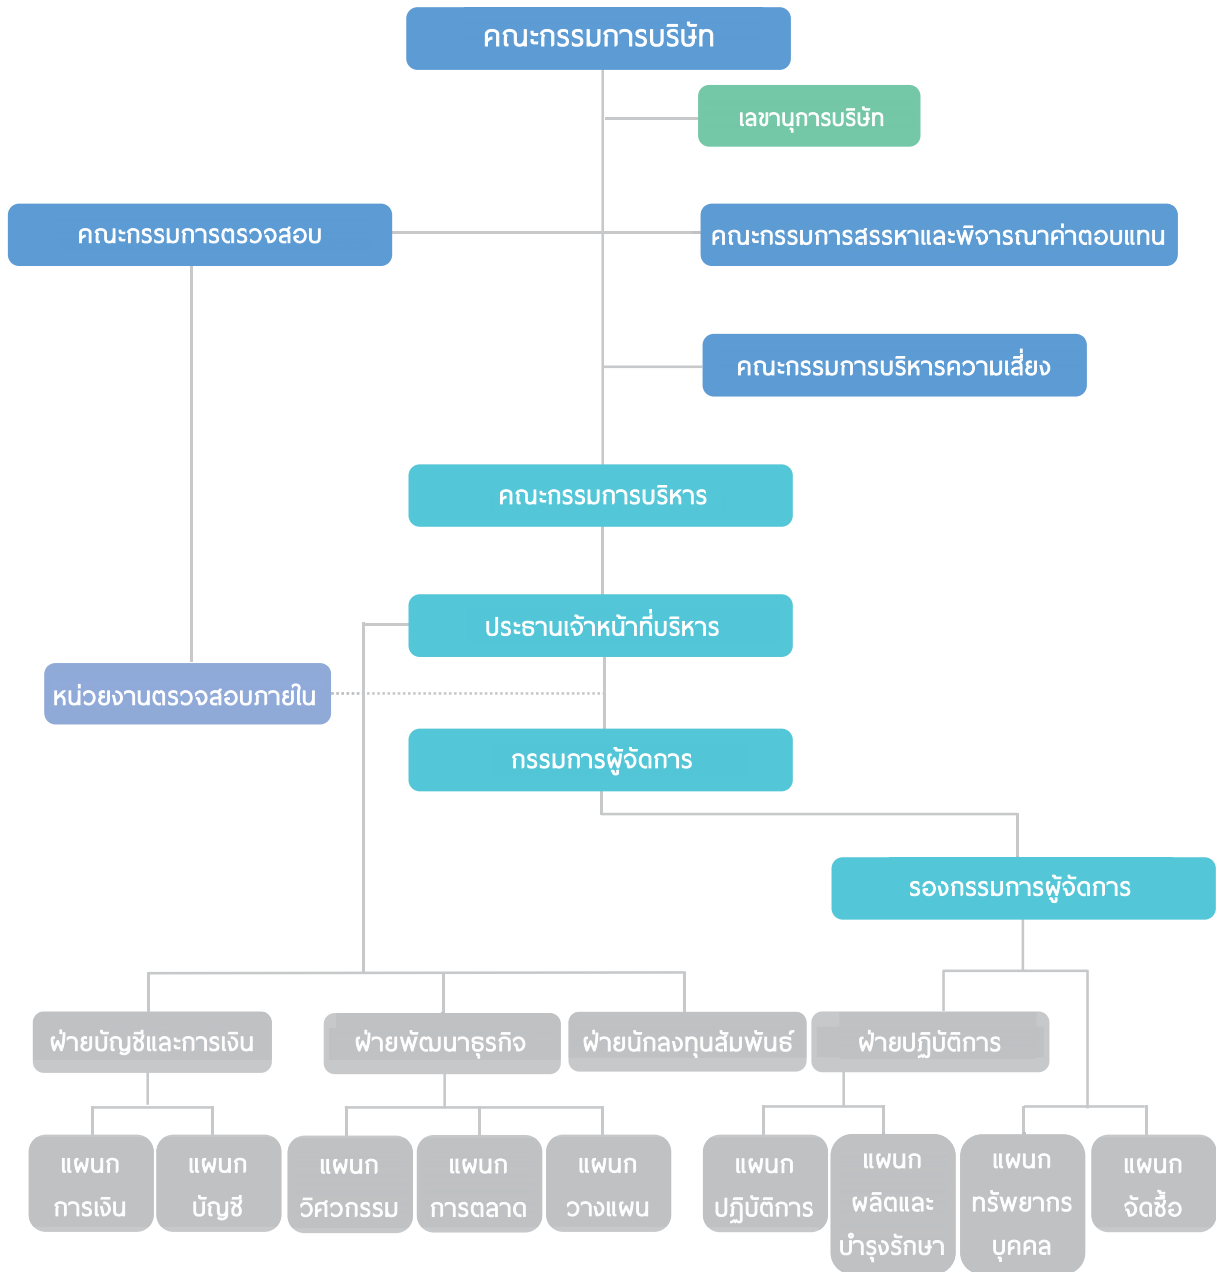 คณะกรรมการบริษัท
เลขานุการบริษัท
คณะกรรมการตรวจสอบ
คณะกรรมการสรรหาและพิจารณาค่าตอบแทน
คณะกรรมการบริหารความเสี่ยง
คณะกรรมการบริหาร
ประธานเจ้าหน้าที่บริหาร
หน่วยงานตรวจสอบภายใน
กรรมการผู้จัดการ
รองกรรมการผู้จัดการ
ฝ่ายบัญชีและการเงิน
ฝ่ายพัฒนาธุรกิจ
ฝ่ายนักลงทุนสัมพันธ์
ฝ่ายปฏิบัติการ
แผนก
การเงิน
แผนก
บัญชี
แผนก
วิศวกรรม
แผนก
การตลาด
แผนก
วางแผน
แผนก
ปฏิบัติการ
แผนก
ผลิตและ
บำรุงรักษา
แผนก
ทรัพยากร
บุคคล
แผนก
จัดซื้อ